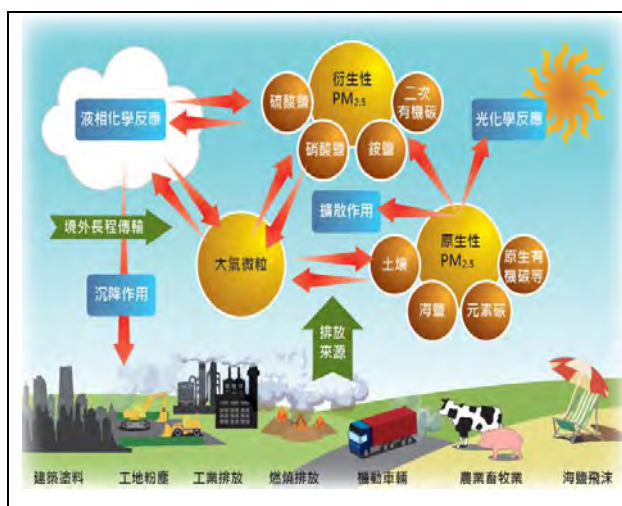 衍生性
PM2.5
硫酸鹽
二次
有機碳
硝酸鹽
銨鹽
液相化學反應
光化學反應
擴散作用
境外長程傳輸
大氣微粒
土壤
原生性
PM2.5
原生有
機碳等
海鹽
元素碳
沉降作用
排放
來源
建築塗料
工地粉塵
工業排放
燃燒排放
機動車輛
農業畜牧業
海鹽飛沫